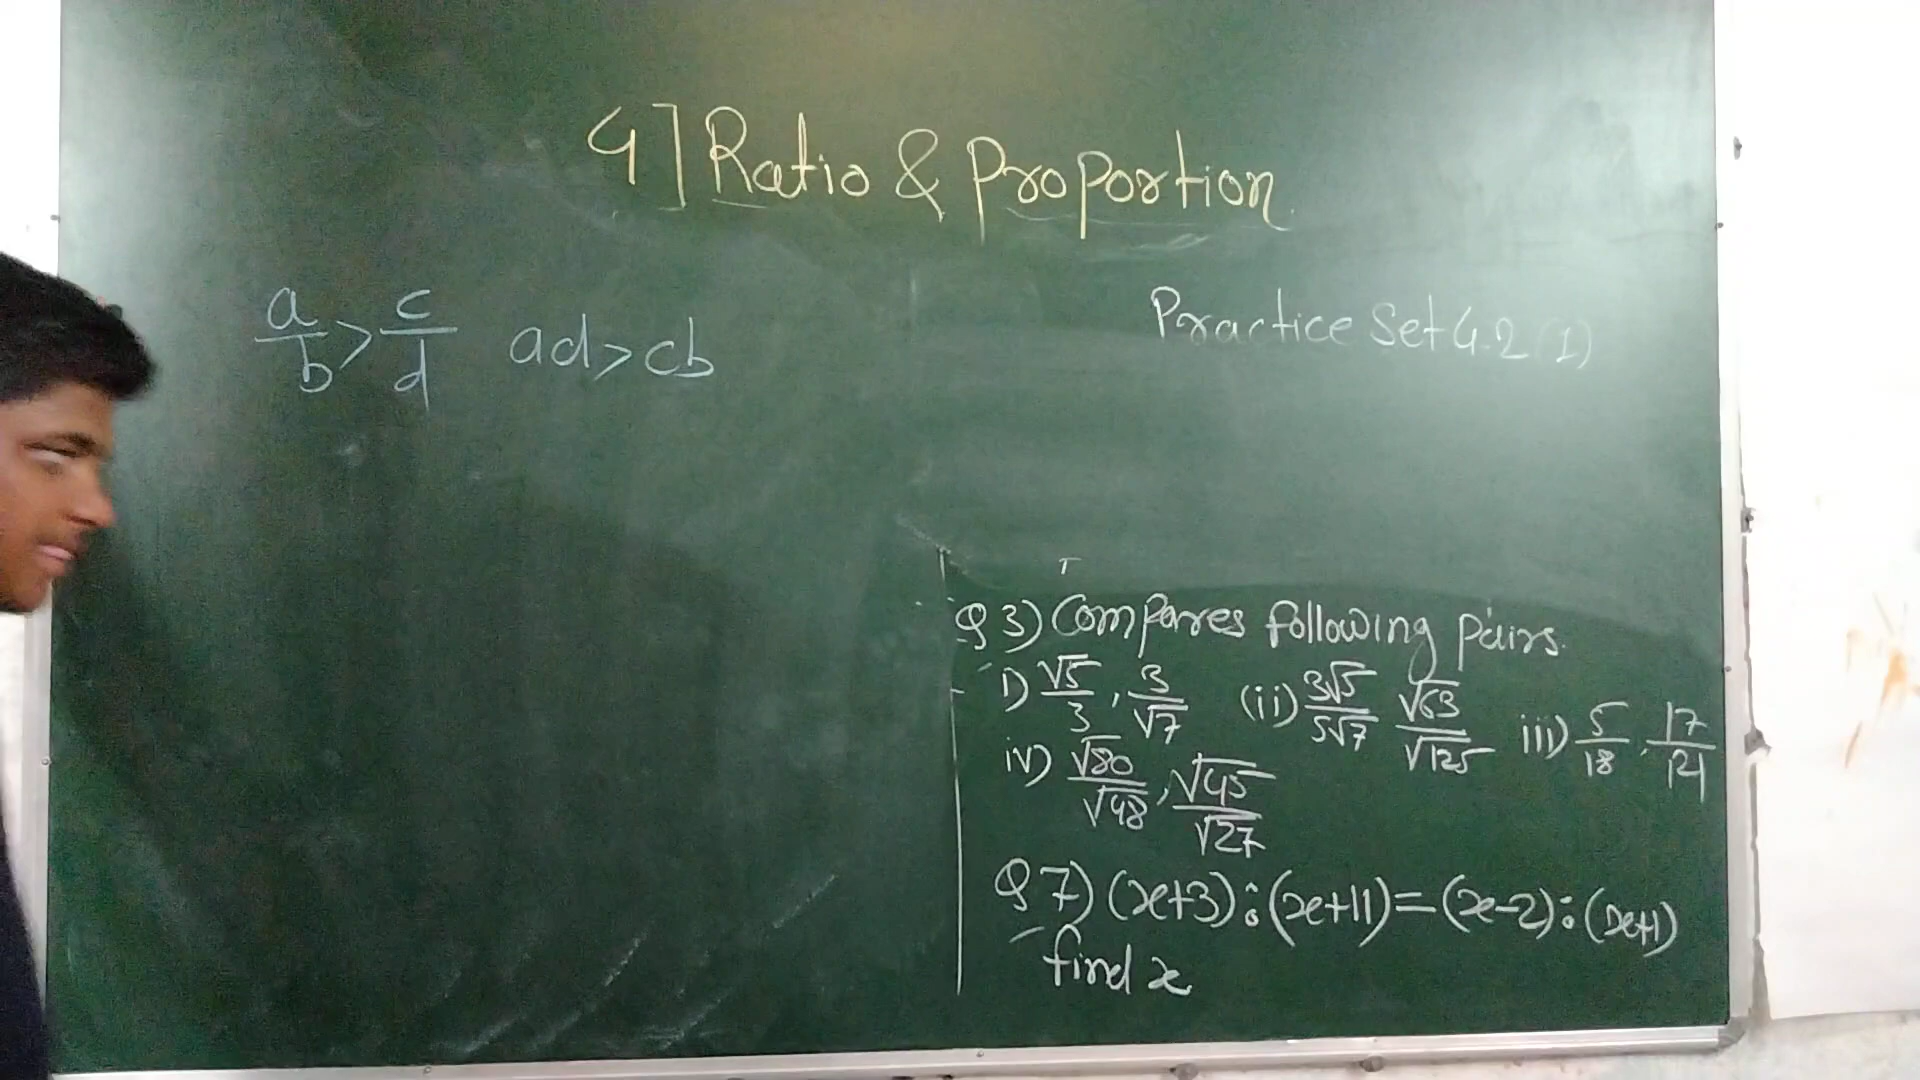 4] Ratio & Proportion
a/b > c/d ad > cb
Practice Set 4.2 (1)
Q 3) Compares following pairs.
i) √5/3 , 3/√7 (ii) 3√5/5√7 √63/√125 iii) 5/18 , 17/121
iv) √80/√48 , √45/√27
Q 7) (x+3) : (x+11) = (x-2) : (x+1)
find x